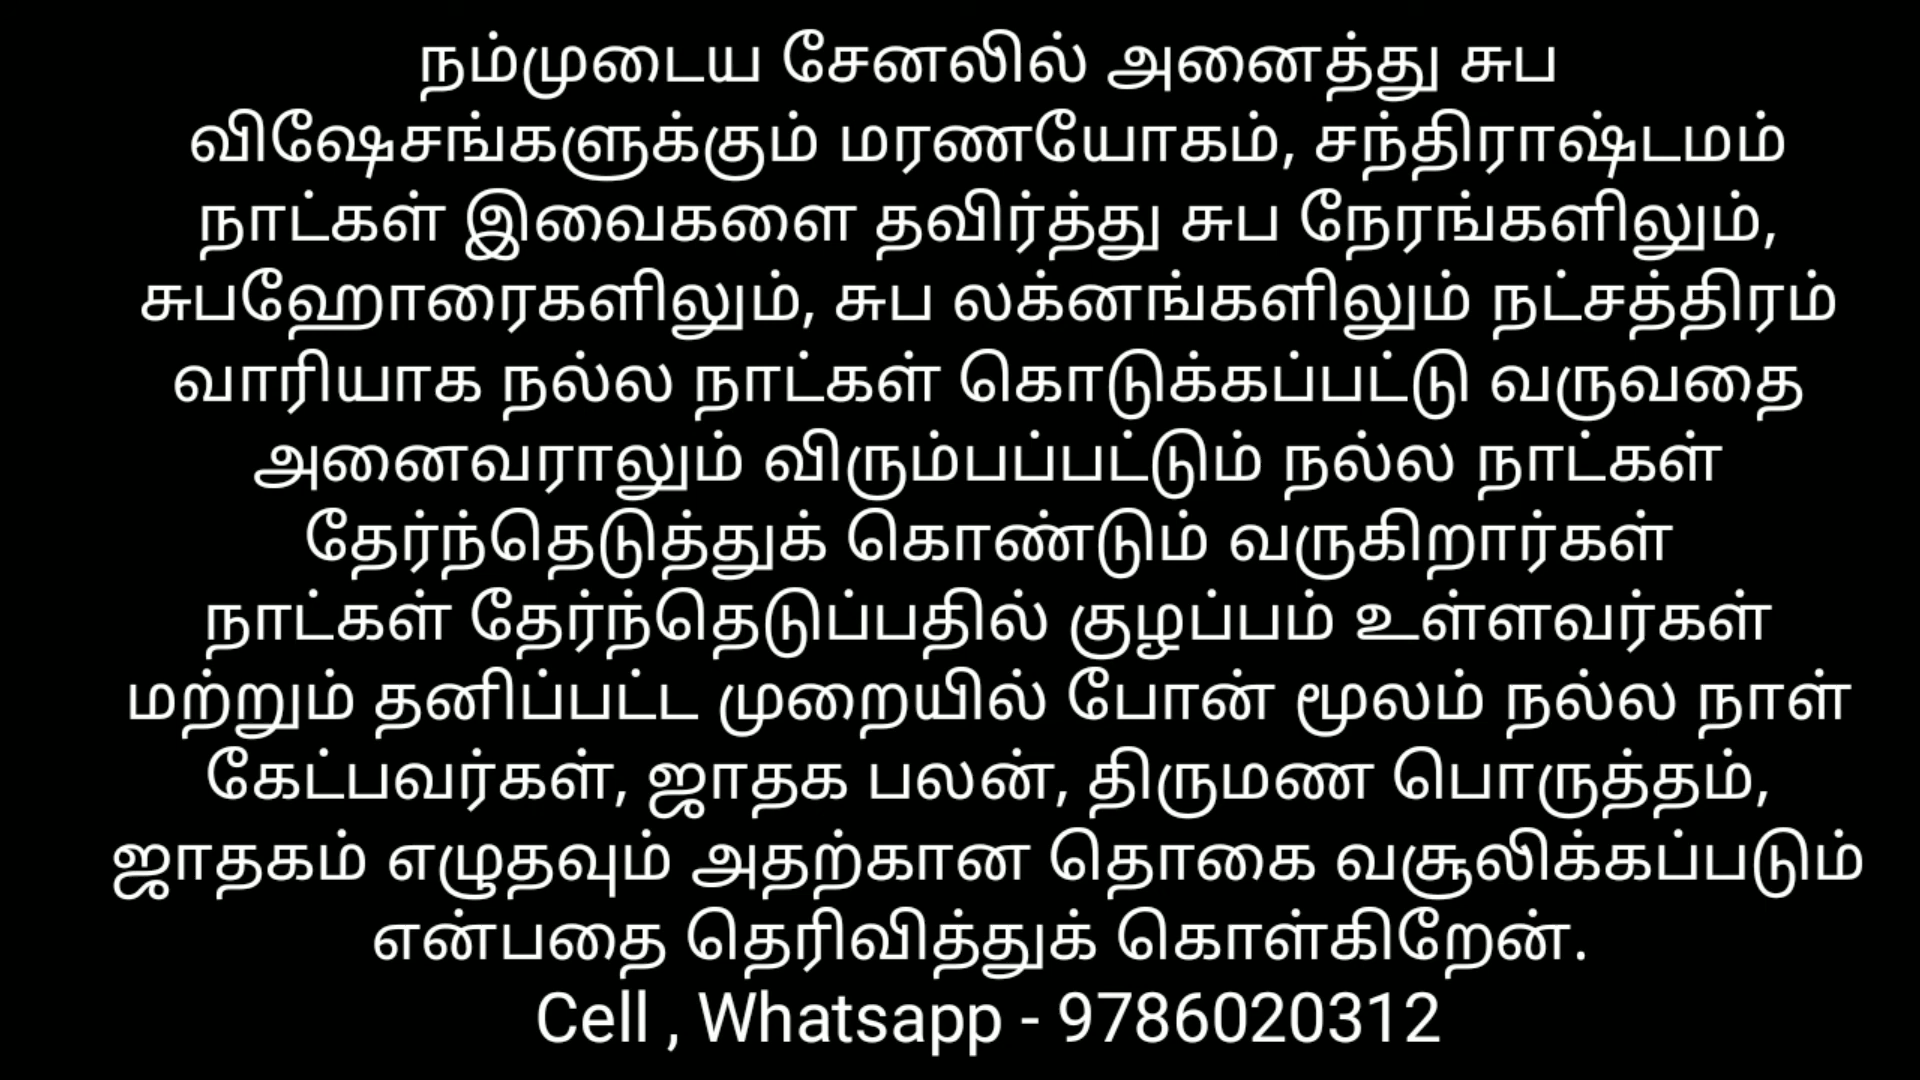 நம்முடைய சேனலில் அனைத்து சுப
விஷேசங்களுக்கும் மரணயோகம், சந்திராஷ்டமம்
நாட்கள் இவைகளை தவிர்த்து சுப நேரங்களிலும்,
சுபஹோரைகளிலும், சுப லக்னங்களிலும் நட்சத்திரம்
வாரியாக நல்ல நாட்கள் கொடுக்கப்பட்டு வருவதை
அனைவராலும் விரும்பப்பட்டும் நல்ல நாட்கள்
தேர்ந்தெடுத்துக் கொண்டும் வருகிறார்கள்
நாட்கள் தேர்ந்தெடுப்பதில் குழப்பம் உள்ளவர்கள்
மற்றும் தனிப்பட்ட முறையில் போன் மூலம் நல்ல நாள்
கேட்பவர்கள், ஜாதக பலன், திருமண பொருத்தம்,
ஜாதகம் எழுதவும் அதற்கான தொகை வசூலிக்கப்படும்
என்பதை தெரிவித்துக் கொள்கிறேன்.
Cell , Whatsapp - 9786020312